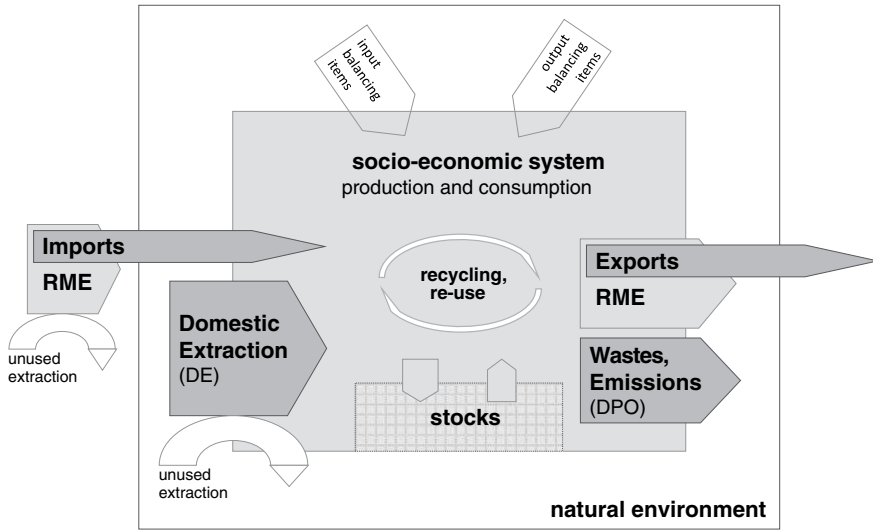 input
balancing
items
output
balancing
items
socio-economic system
production and consumption
Imports
RME
unused
extraction
Domestic
Extraction
(DE)
unused
extraction
recycling,
re-use
stocks
Exports
RME
Wastes,
Emissions
(DPO)
natural environment